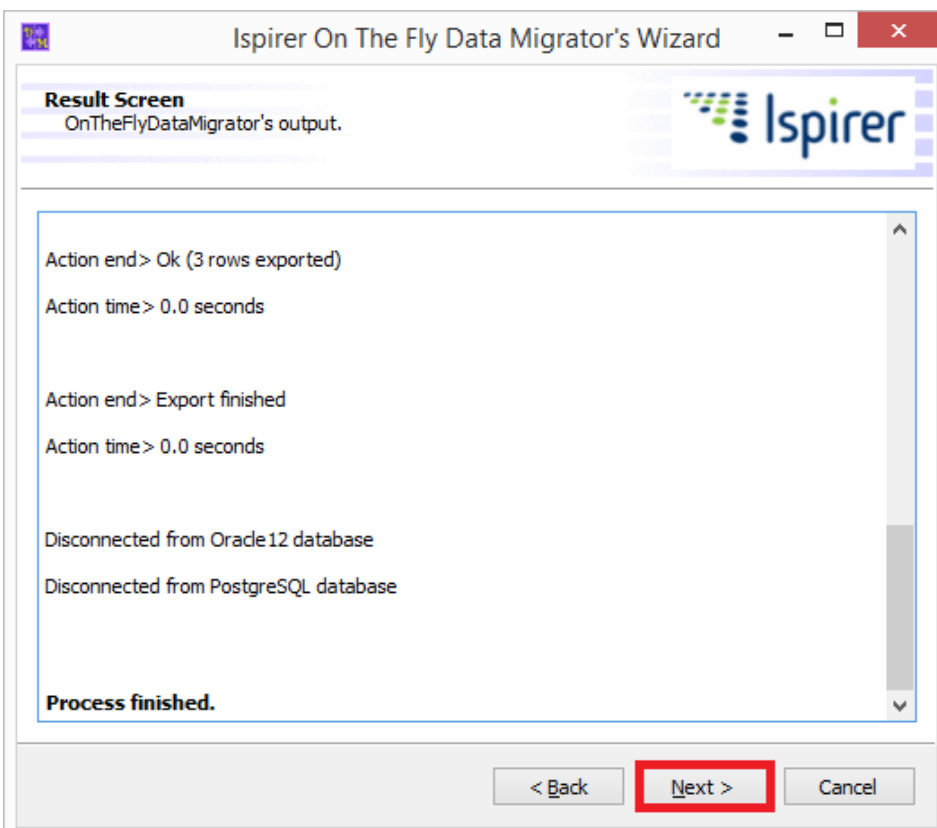 Ispirer On The Fly Data Migrator's Wizard
Result Screen
OnTheFlyDataMigrator's output.
Ispirer
Action end> Ok (3 rows exported)
Action time> 0.0 seconds
Action end> Export finished
Action time> 0.0 seconds
Disconnected from Oracle12 database
Disconnected from PostgreSQL database
Process finished.
< Back Next > Cancel